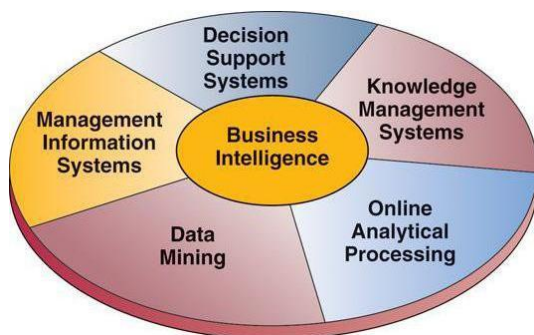 Decision
Support
Systems
Knowledge
Management
Systems
Management
Information
Systems
Business
Intelligence
Online
Analytical
Processing
Data
Mining